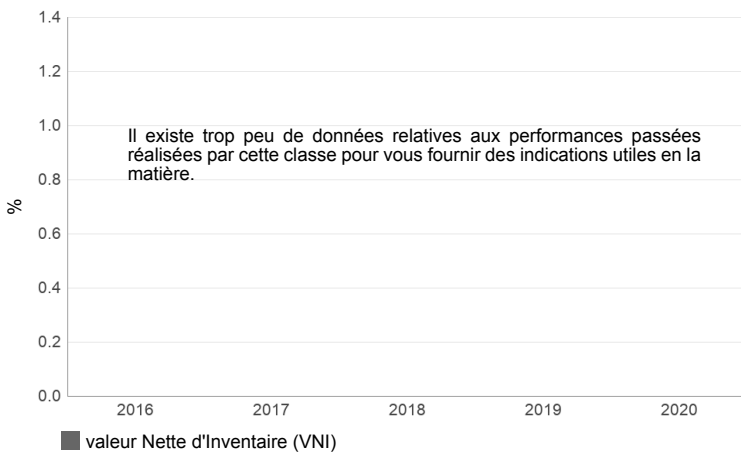 1.4
1.2
1.0
Il existe trop peu de données relatives aux performances passées
réalisées par cette classe pour vous fournir des indications utiles en la
matière.
0.8
%
0.6
0.4
0.2
0.0
2016 2017 2018 2019 2020
valeur Nette d'Inventaire (VNI)